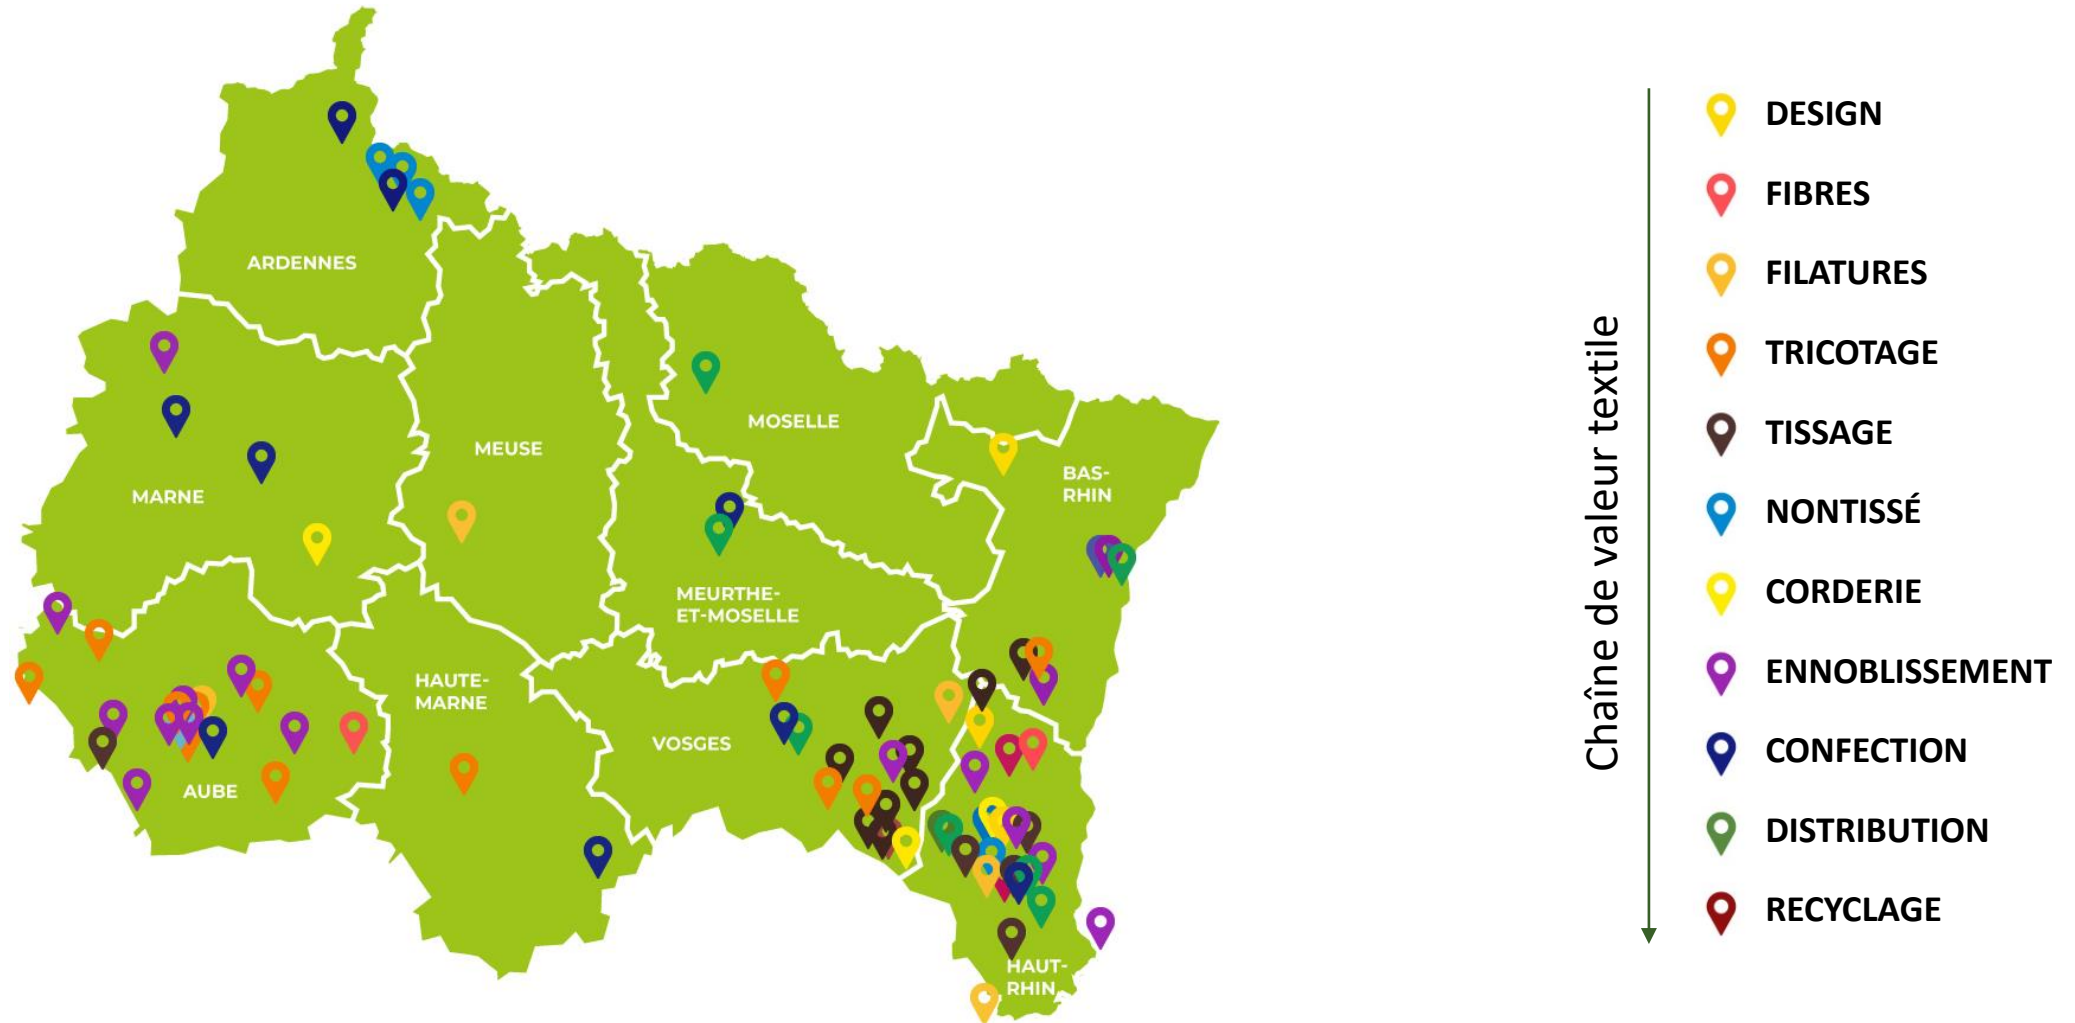 ARDENNES
MARNE
MEUSE
MOSELLE
BAS-
RHIN
MEURTHE-
ET-MOSELLE
HAUTE-
MARNE
VOSGES
AUBE
HAUT-
RHIN
Chaîne de valeur textile
DESIGN
FIBRES
FILATURES
TRICOTAGE
TISSAGE
NONTISSÉ
CORDERIE
ENNOBLISSEMENT
CONFECTION
DISTRIBUTION
RECYCLAGE